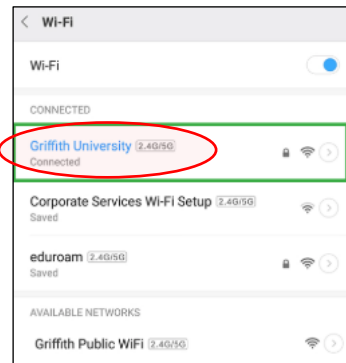 Wi-Fi
Wi-Fi
CONNECTED
Griffith University 2.4G/5G
Connected
Corporate Services Wi-Fi Setup 2.4G/5G
Saved
eduroam 2.4G/5G
Saved
AVAILABLE NETWORKS
Griffith Public WiFi 2.4G/5G